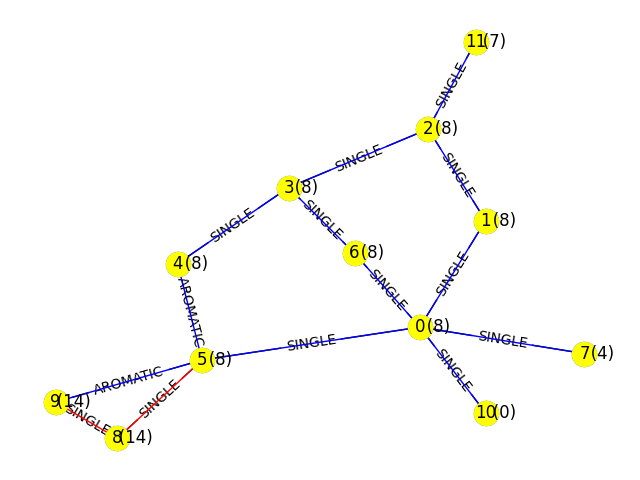 11(7)
SINGLE
2(8)
SINGLE
SINGLE
3(8)
SINGLE
SINGLE
1(8)
4(8)
6(8)
SINGLE
SINGLE
AROMATIC
0(8)
SINGLE
SINGLE
7(4)
5(8)
AROMATIC
SINGLE
SINGLE
9(14)
10(0)
SINGLE
8(14)